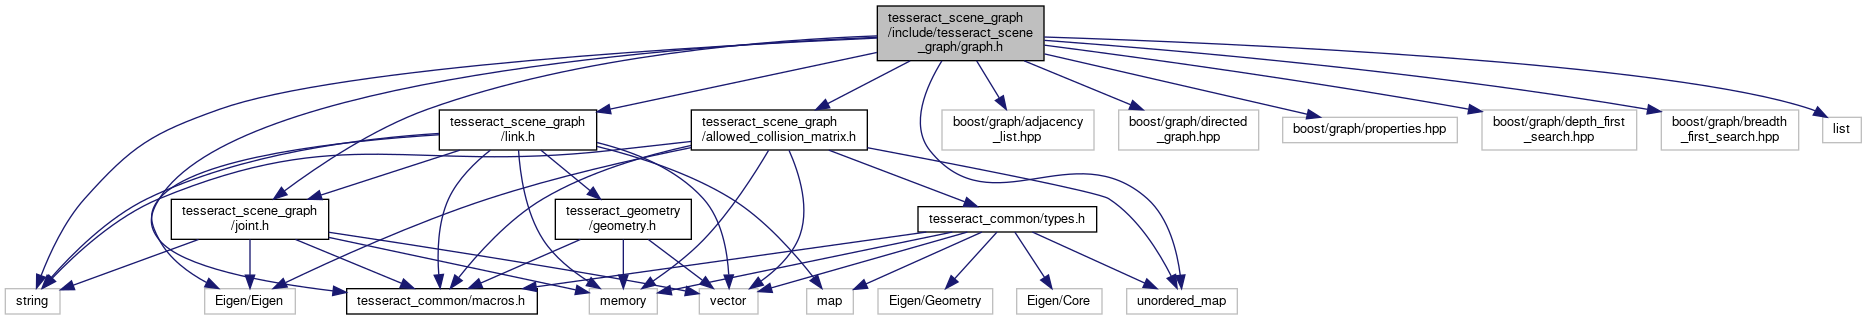 tesseract_scene_graph
/include/tesseract_scene
_graph/graph.h
tesseract_scene_graph
/link.h
tesseract_scene_graph
/allowed_collision_matrix.h
boost/graph/adjacency
_list.hpp
boost/graph/directed
_graph.hpp
boost/graph/properties.hpp
boost/graph/depth_first
_search.hpp
boost/graph/breadth
_first_search.hpp
list
tesseract_scene_graph
/joint.h
tesseract_geometry
/geometry.h
tesseract_common/types.h
string
Eigen/Eigen
tesseract_common/macros.h
memory
vector
map
Eigen/Geometry
Eigen/Core
unordered_map